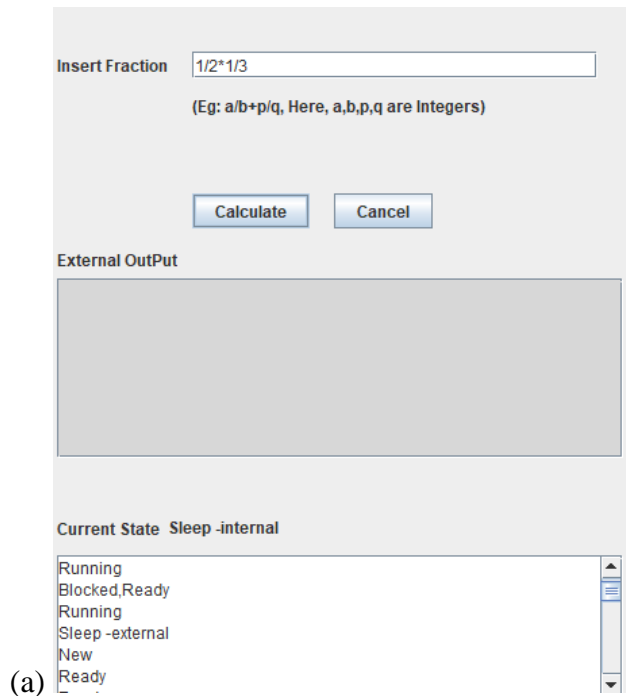 Insert Fraction 1/2*1/3
(Eg: a/b+p/q, Here, a,b,p,q are Integers)
Calculate Cancel
External OutPut
Current State Sleep -internal
Running
Blocked,Ready
Running
Sleep -external
New
(a) Ready